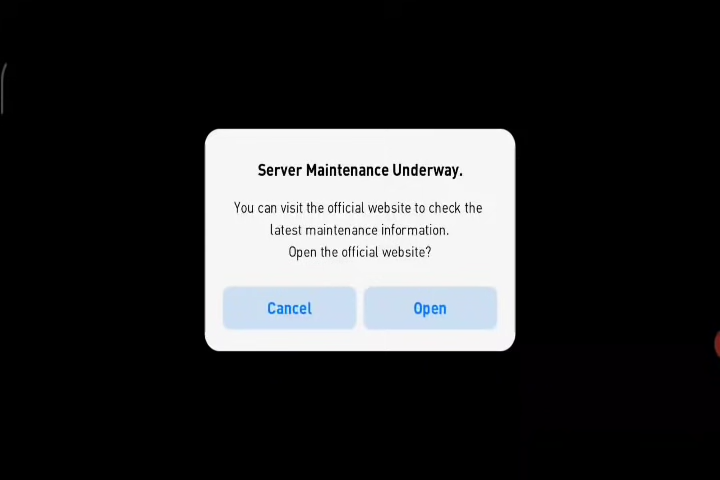 Server Maintenance Underway.
You can visit the official website to check the
latest maintenance information.
Open the official website?
Cancel
Open